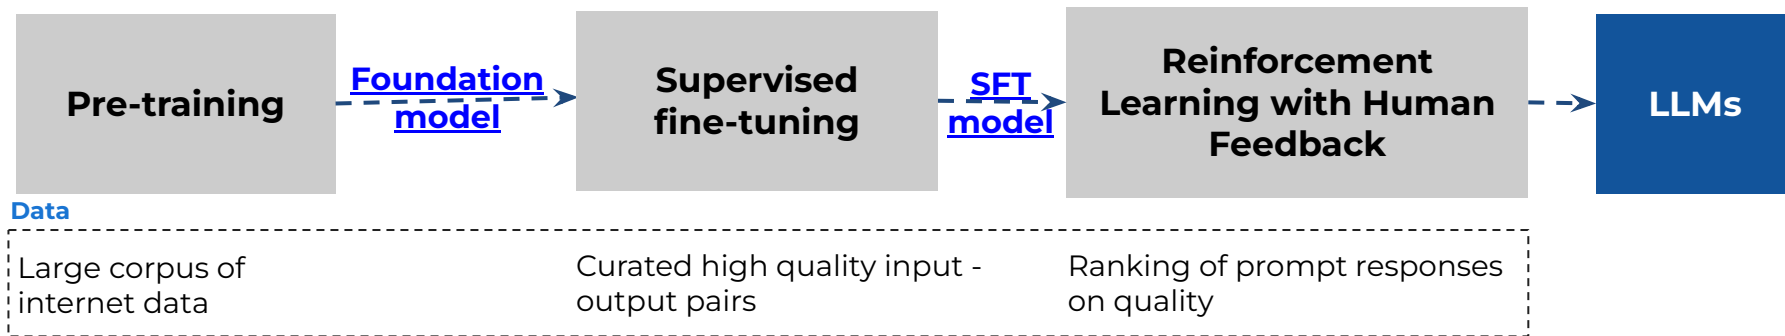 Pre-training
Foundation
model
Supervised
fine-tuning
SFT
model
Reinforcement
Learning with Human
Feedback
LLMs
Data
Large corpus of
internet data
Curated high quality input -
output pairs
Ranking of prompt responses
on quality